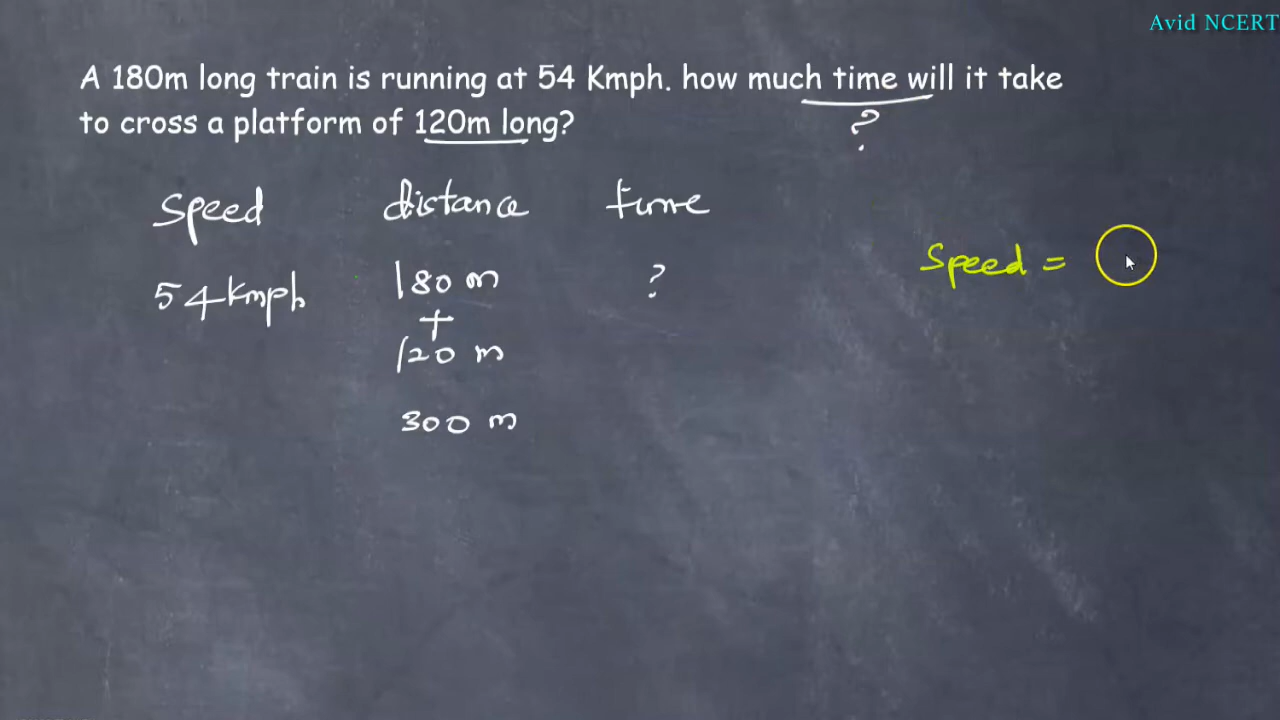 Avid NCERT
A 180m long train is running at 54 Kmph. how much time will it take
to cross a platform of 120m long?
?
Speed distance time
54 kmph 180 m ?
+
120 m
300 m
Speed =